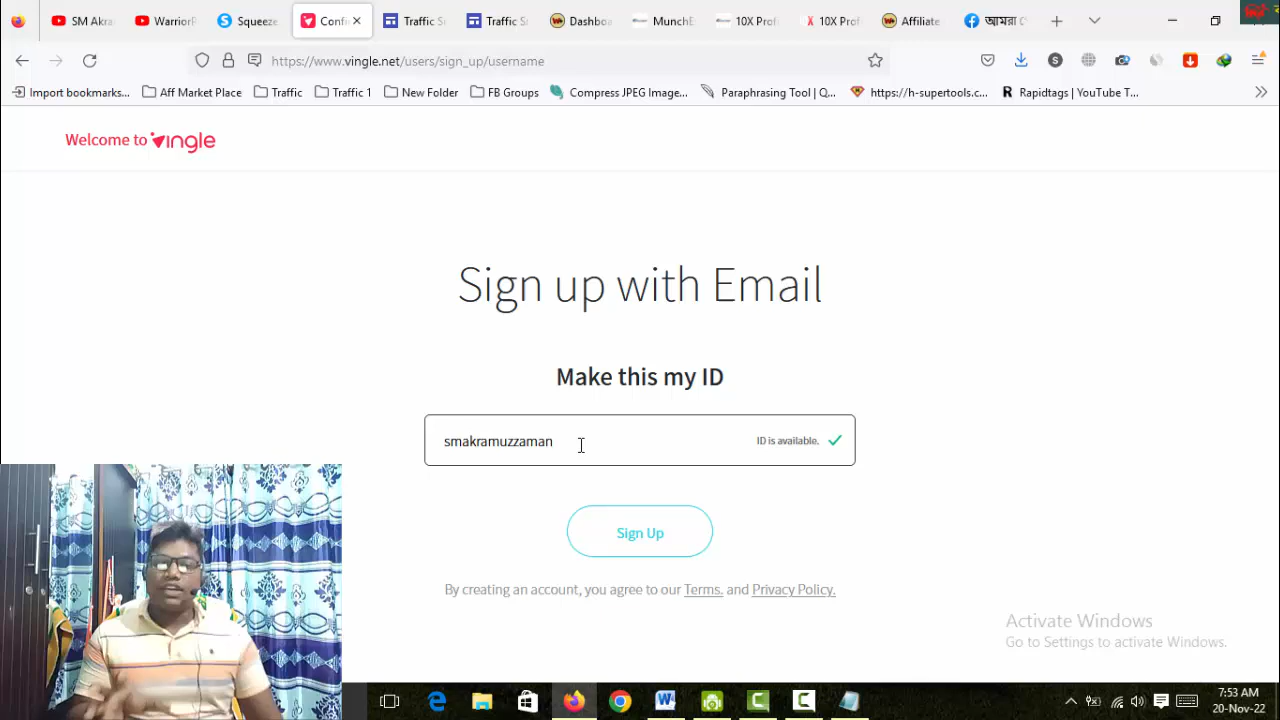 SM Akra
WarriorP
Squeeze
Confi
Traffic S
Traffic S
Dashbo
MunchE
10X Prof
10X Prof
Affiliate
আমরা
https://www.vingle.net/users/sign_up/username
Import bookmarks...
Aff Market Place
Traffic
Traffic 1
New Folder
FB Groups
Compress JPEG Image...
Paraphrasing Tool | Q...
https://h-supertools.c...
Rapidtags | YouTube T...
Welcome to Vingle
Sign up with Email
Make this my ID
smakramuzzaman
ID is available.
Sign Up
By creating an account, you agree to our Terms. and Privacy Policy.
Activate Windows
Go to Settings to activate Windows.
7:53 AM
20-Nov-22